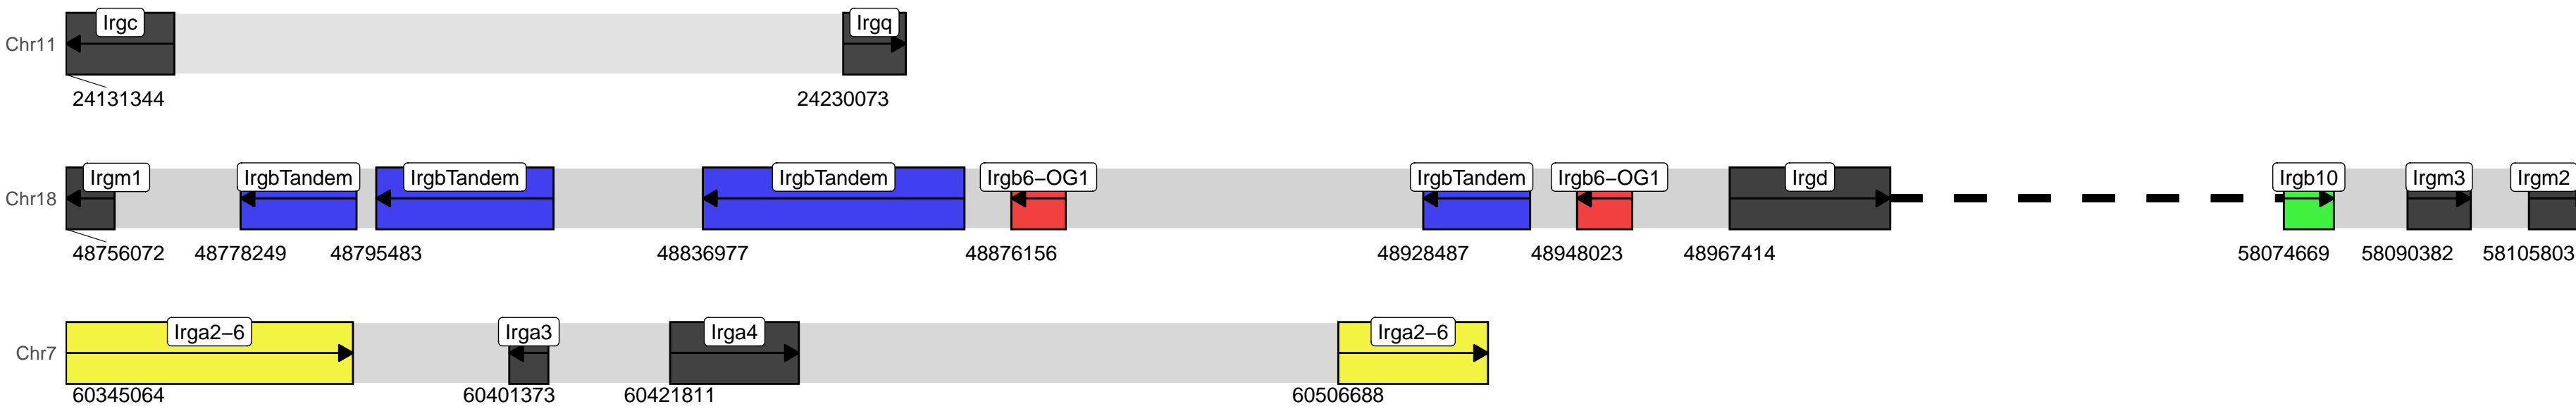 Irgc Irgq
Chr11
24131344 24230073
Irgm1 IrgbTandem IrgbTandem IrgbTandem Irgb6−OG1 IrgbTandem Irgb6−OG1 Irgd Irgb10 Irgm3 Irgm2
Chr18
48756072 48778249 48795483 48836977 48876156 48928487 48948023 48967414 58074669 58090382 58105803
Irga2−6 Irga3 Irga4 Irga2−6
Chr7
60345064 60401373 60421811 60506688